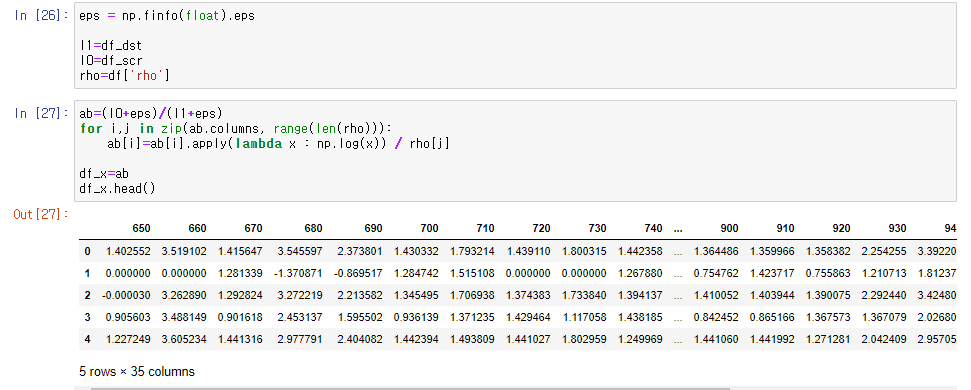 In [26]:
eps = np.finfo(float).eps
I1=df_dst
I0=df_scr
rho=df['rho']
In [27]:
ab=(I0+eps)/(I1+eps)
for i,j in zip(ab.columns, range(len(rho))):
    ab[i]=ab[i].apply(lambda x : np.log(x)) / rho[j]
df_x=ab
df_x.head()
Out[27]:
650 660 670 680 690 700 710 720 730 740 ... 900 910 920 930 94
0 1.402552 3.519102 1.415647 3.545597 2.373801 1.430332 1.793214 1.439110 1.800315 1.442358 ... 1.364486 1.359966 1.358382 2.254255 3.39220
1 0.000000 0.000000 1.281339 -1.370871 -0.869517 1.284742 1.515108 0.000000 0.000000 1.267880 ... 0.754762 1.423717 0.755863 1.210713 1.81237
2 -0.000030 3.262890 1.292824 3.272219 2.213582 1.345495 1.706938 1.374383 1.733840 1.394137 ... 1.410052 1.403944 1.390075 2.292440 3.42480
3 0.905603 3.488149 0.901618 2.453137 1.595502 0.936139 1.371235 1.429464 1.117058 1.438185 ... 0.842452 0.865166 1.367573 1.367079 2.02680
4 1.227249 3.605234 1.441316 2.977791 2.404082 1.442394 1.493809 1.441027 1.802959 1.249969 ... 1.441060 1.441992 1.271281 2.042409 2.95705
5 rows × 35 columns